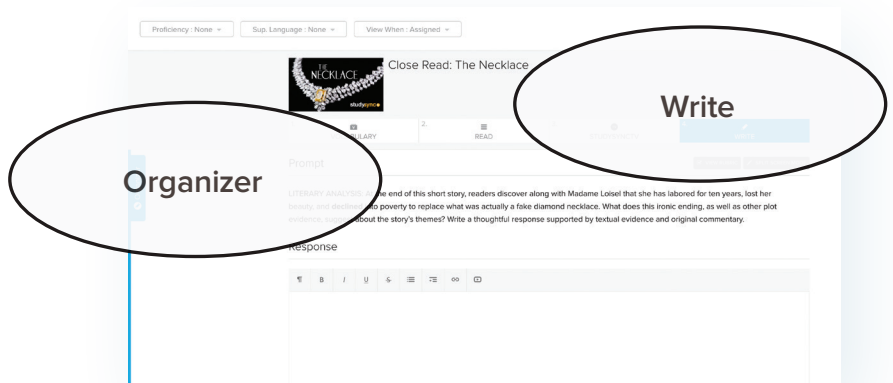 Proficiency : None
Sup. Language : None
View When : Assigned
THE
NECKLACE
studysync
Close Read: The Necklace
Write
2.
READ
Organizer
Prompt
LITERARY ANALYSIS: At the end of this short story, readers discover along with Madame Loisel that she has labored for ten years, lost her
beauty, and declined into poverty to replace what was actually a fake diamond necklace. What does this ironic ending, as well as other plot
evidence, suggest about the story's themes? Write a thoughtful response supported by textual evidence and original commentary.
Response
¶ B I U S